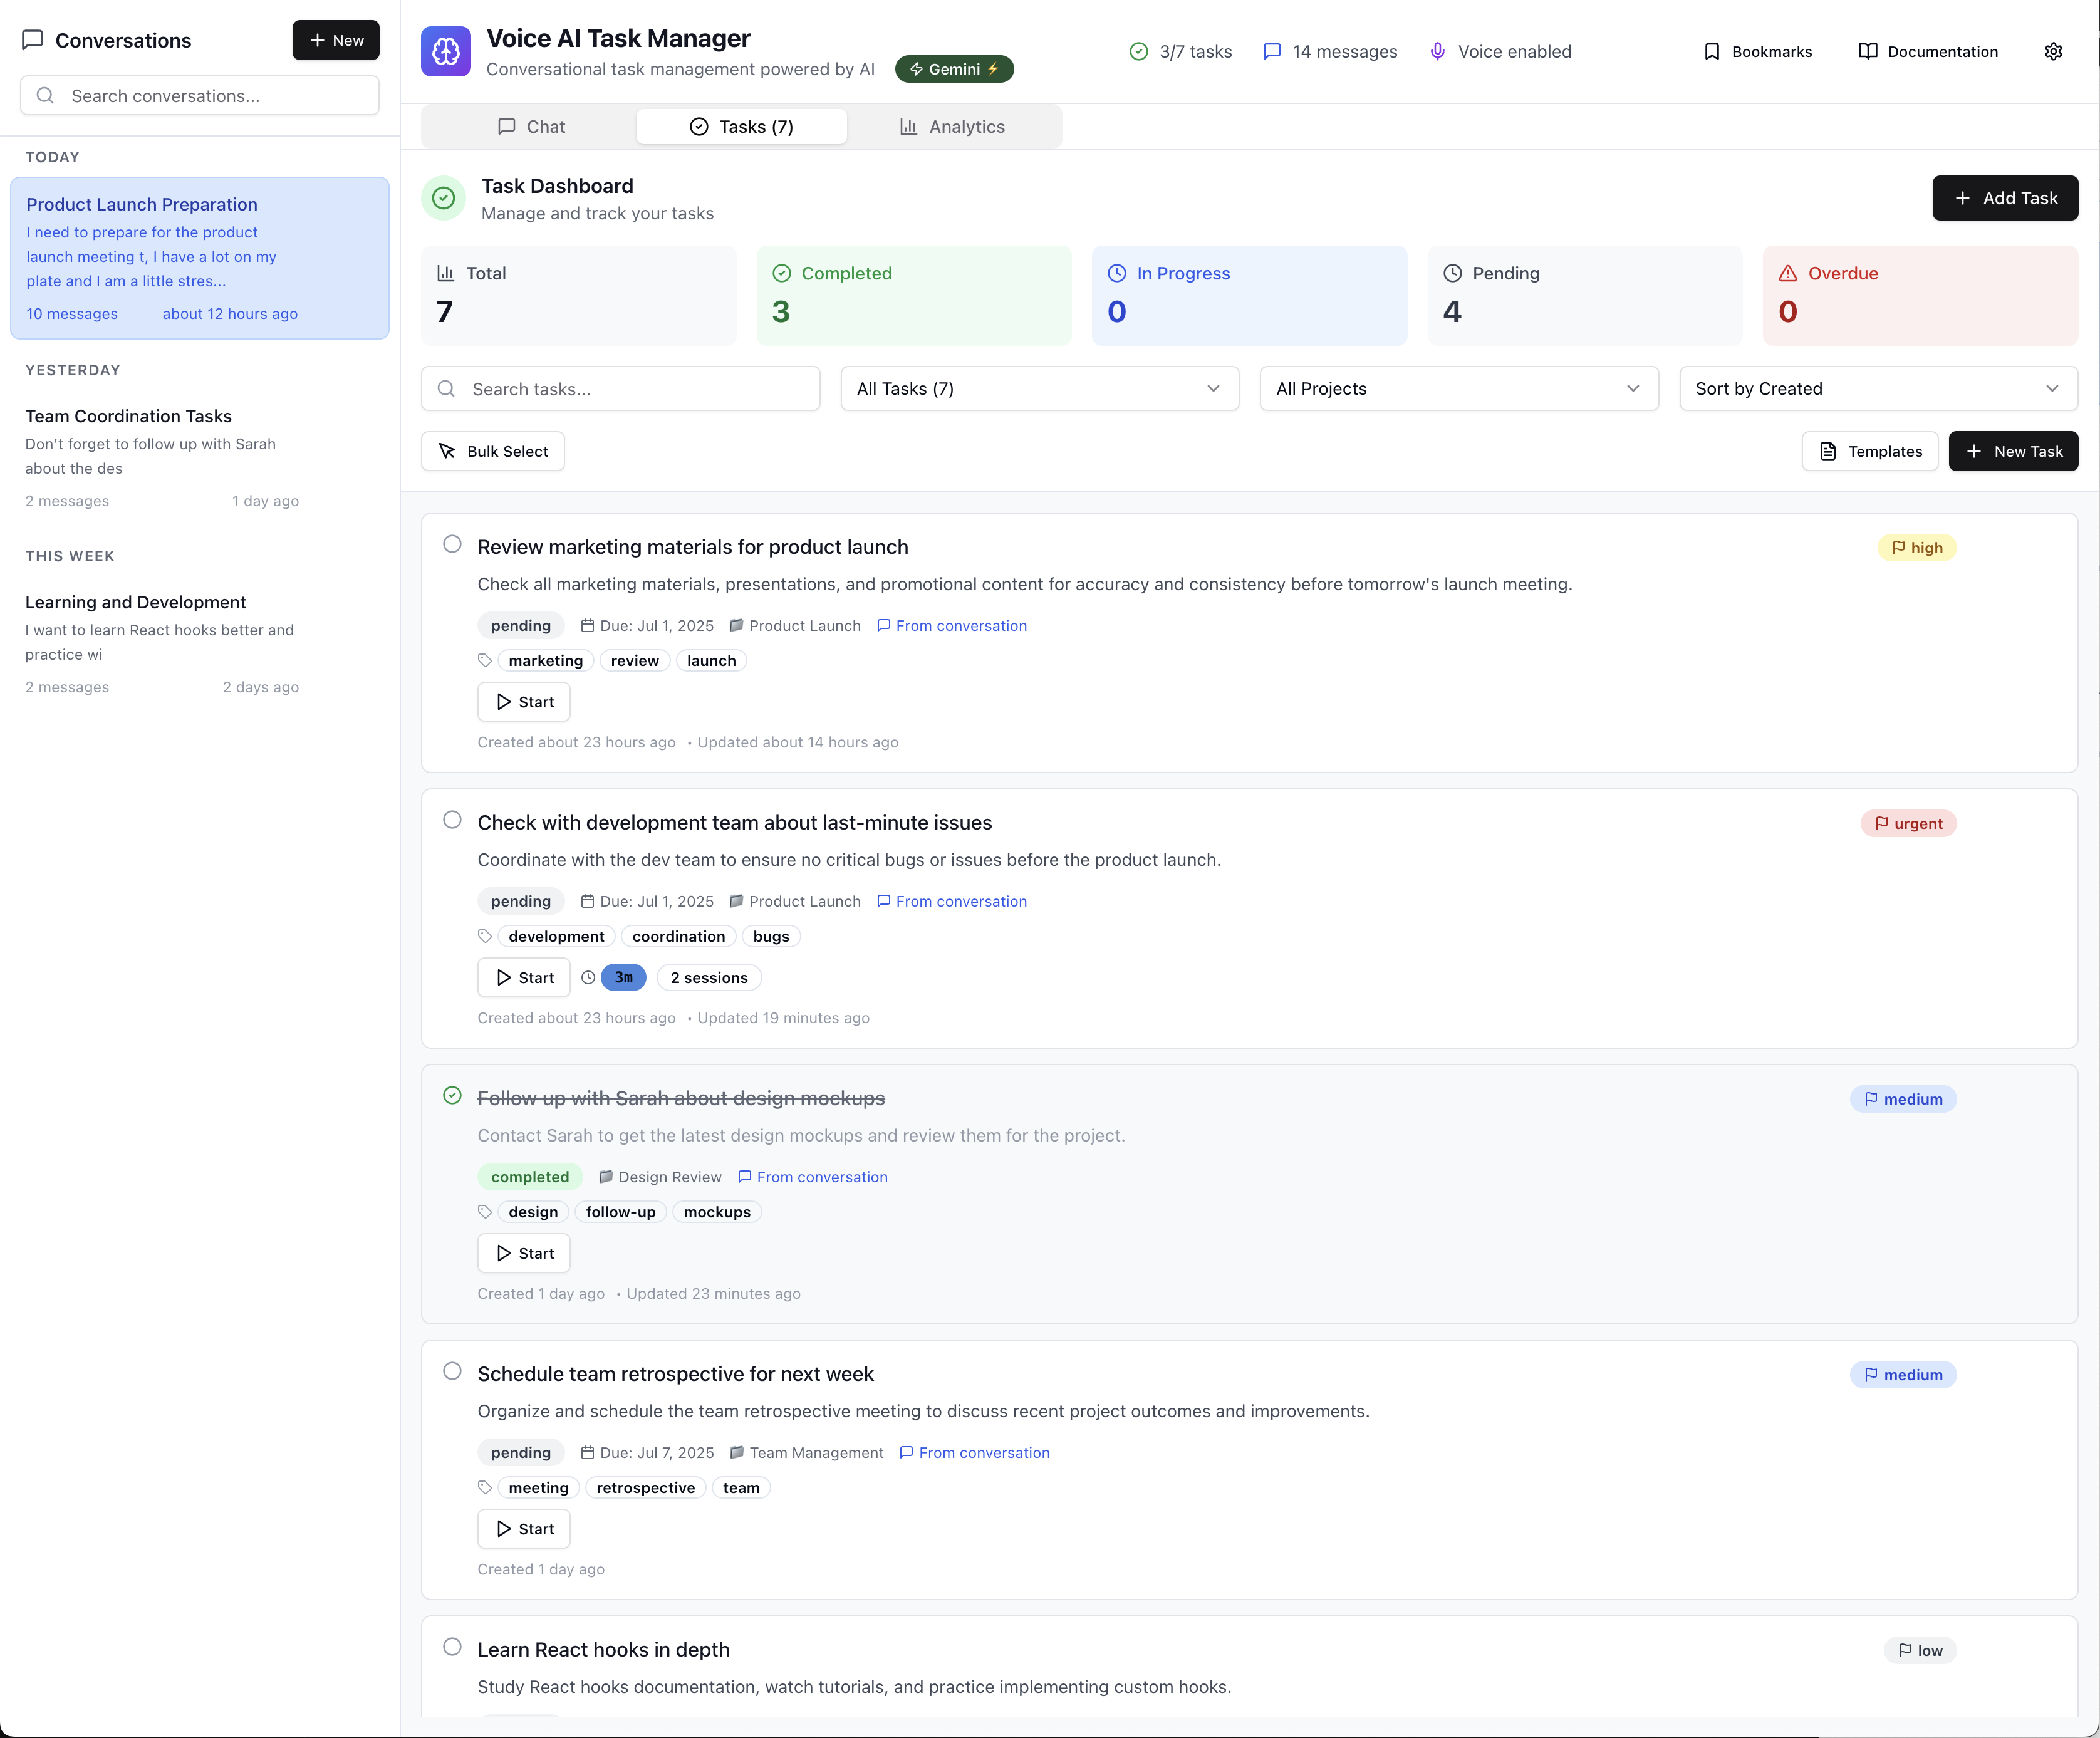 Conversations
New
Search conversations...
TODAY
Product Launch Preparation
I need to prepare for the product
launch meeting t, I have a lot on my
plate and I am a little stres...
10 messages about 12 hours ago
YESTERDAY
Team Coordination Tasks
Don't forget to follow up with Sarah
about the des
2 messages 1 day ago
THIS WEEK
Learning and Development
I want to learn React hooks better and
practice wi
2 messages 2 days ago
Voice AI Task Manager
Conversational task management powered by AI
Gemini ⚡
3/7 tasks
14 messages
Voice enabled
Bookmarks
Documentation
Chat
Tasks (7)
Analytics
Task Dashboard
Manage and track your tasks
Add Task
Total
7
Completed
3
In Progress
0
Pending
4
Overdue
0
Search tasks...
All Tasks (7)
All Projects
Sort by Created
Bulk Select
Templates
New Task
Review marketing materials for product launch
high
Check all marketing materials, presentations, and promotional content for accuracy and consistency before tomorrow's launch meeting.
pending Due: Jul 1, 2025 Product Launch From conversation
marketing review launch
Start
Created about 23 hours ago • Updated about 14 hours ago
Check with development team about last-minute issues
urgent
Coordinate with the dev team to ensure no critical bugs or issues before the product launch.
pending Due: Jul 1, 2025 Product Launch From conversation
development coordination bugs
Start 3m 2 sessions
Created about 23 hours ago • Updated 19 minutes ago
Follow up with Sarah about design mockups
medium
Contact Sarah to get the latest design mockups and review them for the project.
completed Design Review From conversation
design follow-up mockups
Start
Created 1 day ago • Updated 23 minutes ago
Schedule team retrospective for next week
medium
Organize and schedule the team retrospective meeting to discuss recent project outcomes and improvements.
pending Due: Jul 7, 2025 Team Management From conversation
meeting retrospective team
Start
Created 1 day ago
Learn React hooks in depth
low
Study React hooks documentation, watch tutorials, and practice implementing custom hooks.